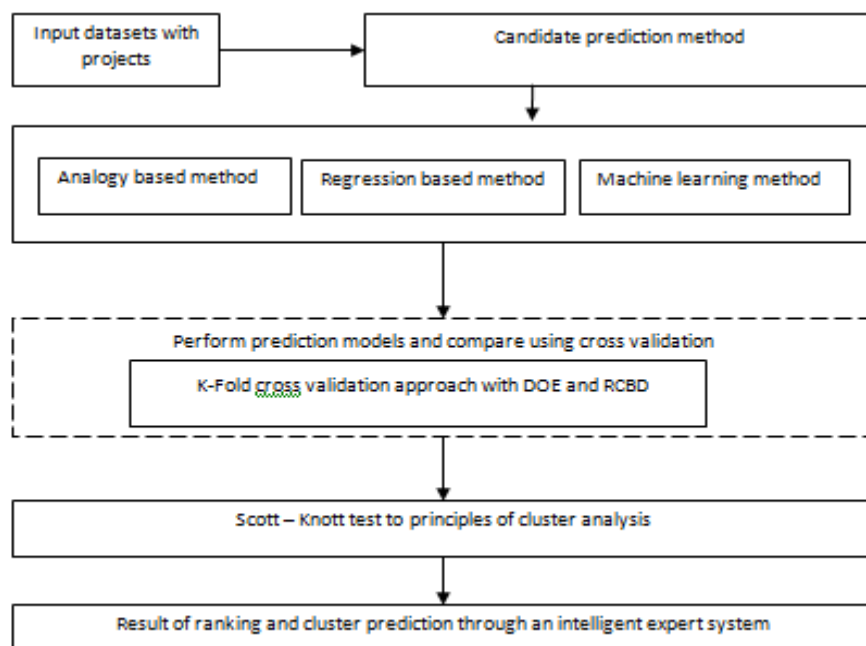 Input datasets with
projects
Candidate prediction method
Analogy based method
Regression based method
Machine learning method
Perform prediction models and compare using cross validation
K-Fold cross validation approach with DOE and RCBD
Scott – Knott test to principles of cluster analysis
Result of ranking and cluster prediction through an intelligent expert system